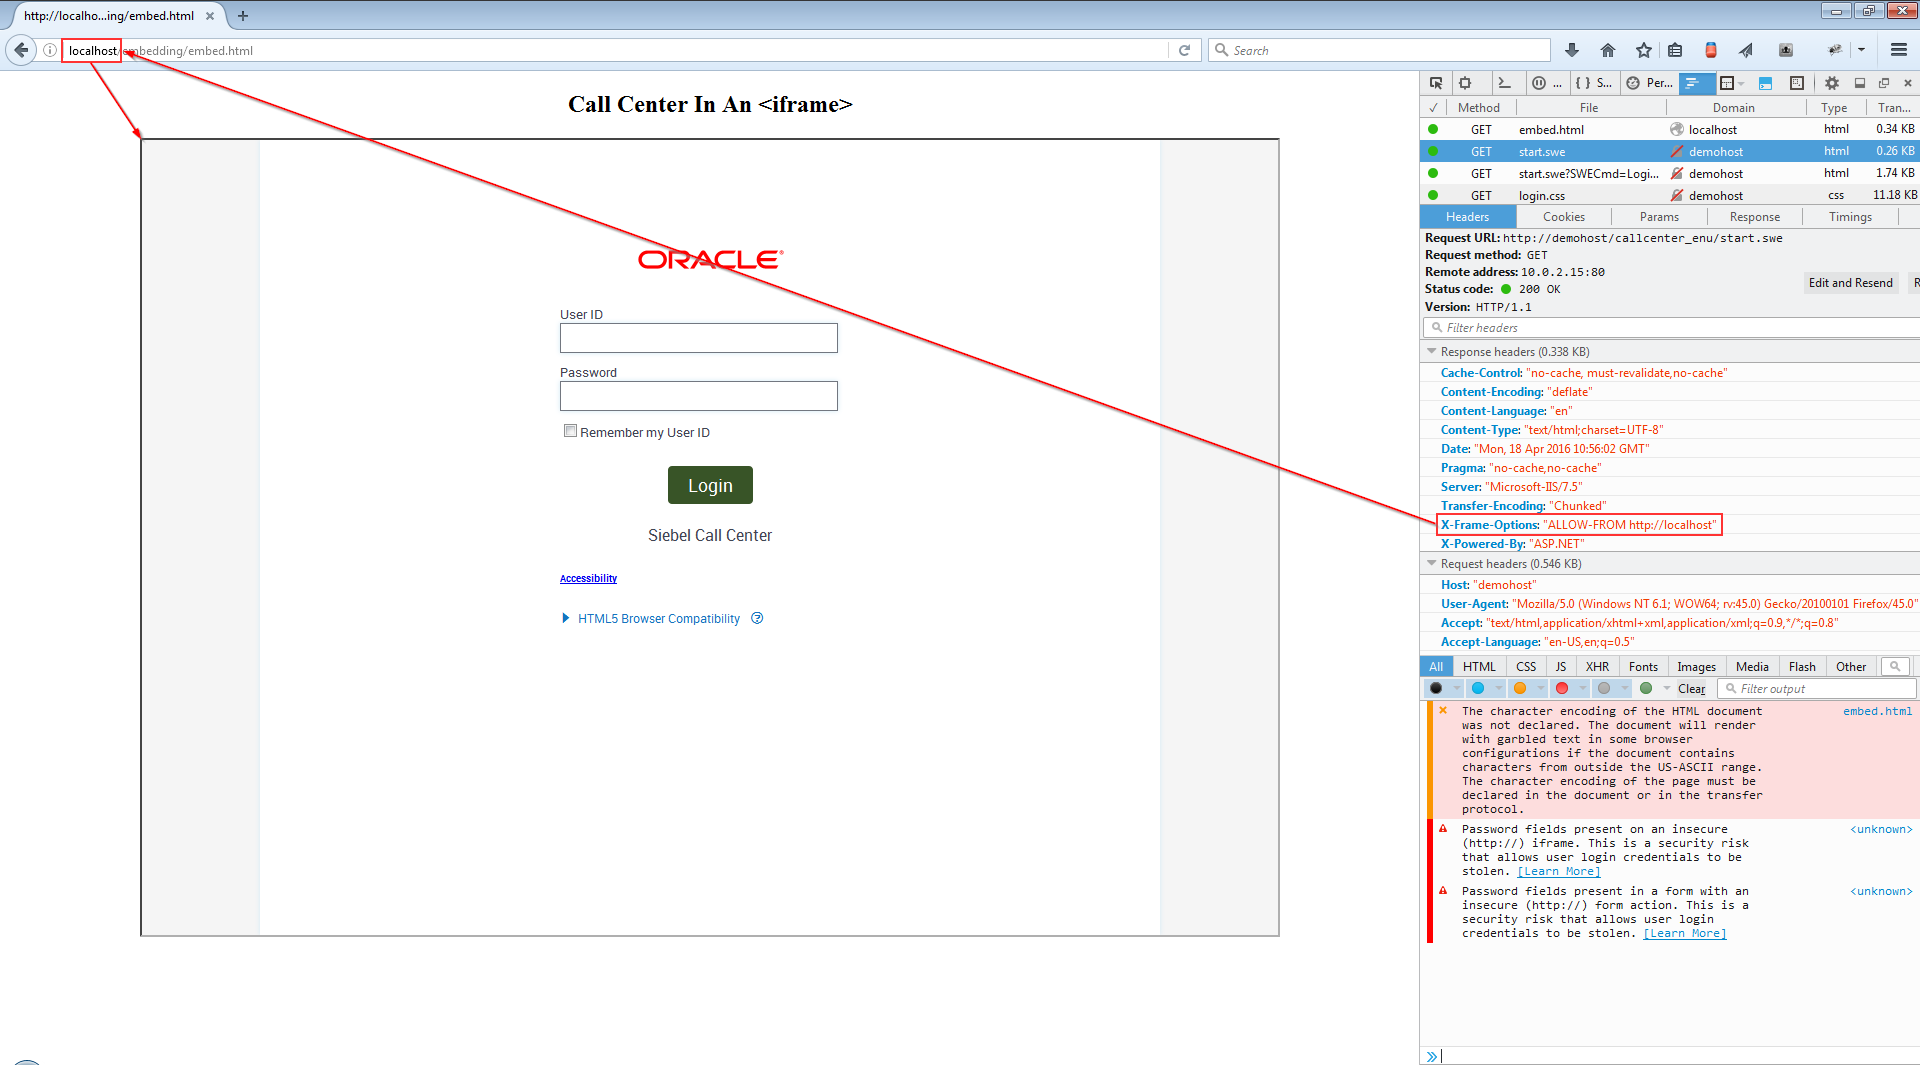 http://localho...ing/embed.html
localhost/embedding/embed.html
Search
Call Center In An <iframe>
ORACLE
User ID
Password
Remember my User ID
Login
Siebel Call Center
Accessibility
HTML5 Browser Compatibility
{ } S... Per...
✓ Method File Domain Type Tran...
GET embed.html localhost html 0.34 KB
GET start.swe demohost html 0.26 KB
GET start.swe?SWECmd=Logi... demohost html 1.74 KB
GET login.css demohost css 11.18 KB
Headers Cookies Params Response Timings
Request URL: http://demohost/callcenter_enu/start.swe
Request method: GET
Remote address: 10.0.2.15:80
Edit and Resend R
Status code: 200 OK
Version: HTTP/1.1
Filter headers
Response headers (0.338 KB)
Cache-Control: "no-cache, must-revalidate,no-cache"
Content-Encoding: "deflate"
Content-Language: "en"
Content-Type: "text/html;charset=UTF-8"
Date: "Mon, 18 Apr 2016 10:56:02 GMT"
Pragma: "no-cache,no-cache"
Server: "Microsoft-IIS/7.5"
Transfer-Encoding: "Chunked"
X-Frame-Options: "ALLOW-FROM http://localhost"
X-Powered-By: "ASP.NET"
Request headers (0.546 KB)
Host: "demohost"
User-Agent: "Mozilla/5.0 (Windows NT 6.1; WOW64; rv:45.0) Gecko/20100101 Firefox/45.0"
Accept: "text/html,application/xhtml+xml,application/xml;q=0.9,*/*;q=0.8"
Accept-Language: "en-US,en;q=0.5"
All HTML CSS JS XHR Fonts Images Media Flash Other
Clear Filter output
The character encoding of the HTML document embed.html
was not declared. The document will render
with garbled text in some browser
configurations if the document contains
characters from outside the US-ASCII range.
The character encoding of the page must be
declared in the document or in the transfer
protocol.
Password fields present on an insecure <unknown>
(http://) iframe. This is a security risk
that allows user login credentials to be
stolen. [Learn More]
Password fields present in a form with an <unknown>
insecure (http://) form action. This is a
security risk that allows user login
credentials to be stolen. [Learn More]